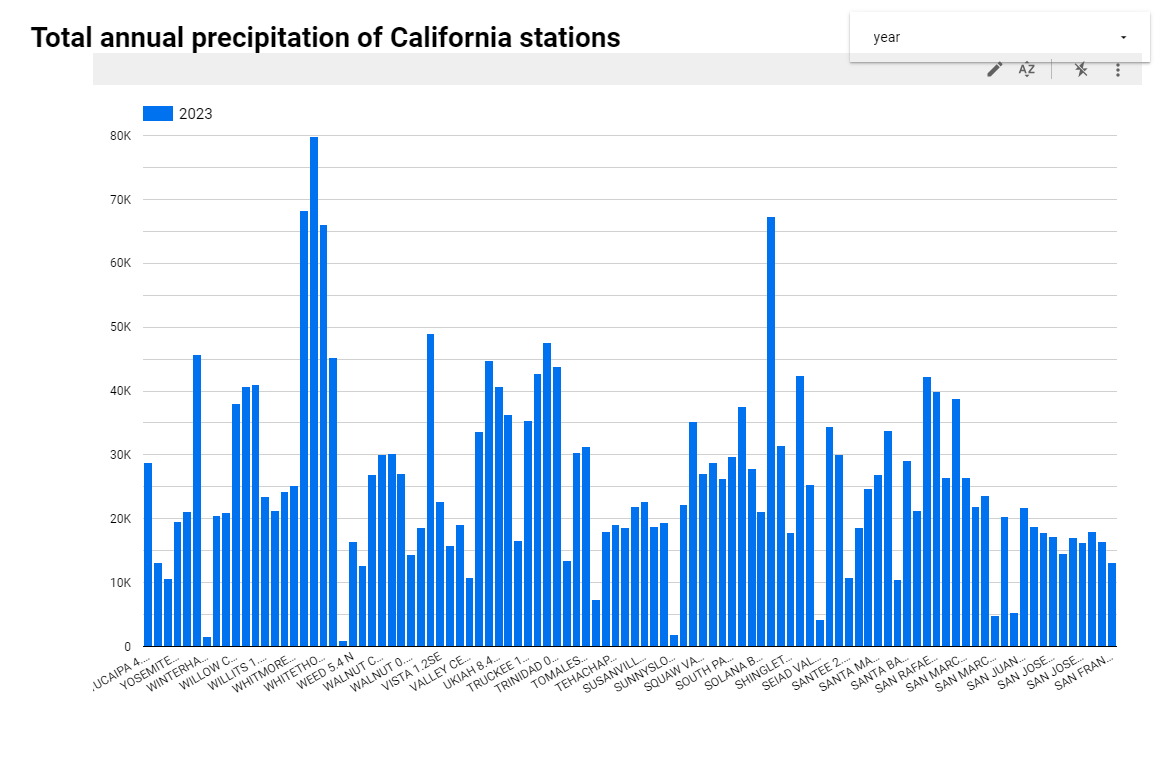 Total annual precipitation of California stations
year
AZ
2023
80K
70K
60K
50K
40K
30K
20K
10K
0
.UCAIPA 4....
YOSEMITE...
WINTERHA...
WILLOW C...
WILLITS 1....
WHITMORE...
WHITETHO...
WEED 5.4 N
WALNUT C...
WALNUT 0....
VISTA 1.2SE
VALLEY CE...
UKIAH 8.4...
TRUCKEE 1...
TRINIDAD 0...
TOMALES...
TEHACHAP...
SUSANVILL...
SUNNYSLO...
SQUAW VA...
SOUTH PA...
SOLANA B...
SHINGLET...
SEIAD VAL...
SANTEE 2....
SANTA MA...
SANTA BA...
SAN RAFAE...
SAN MARC...
SAN MARC...
SAN JUAN...
SAN JOSE...
SAN JOSE...
SAN FRAN...